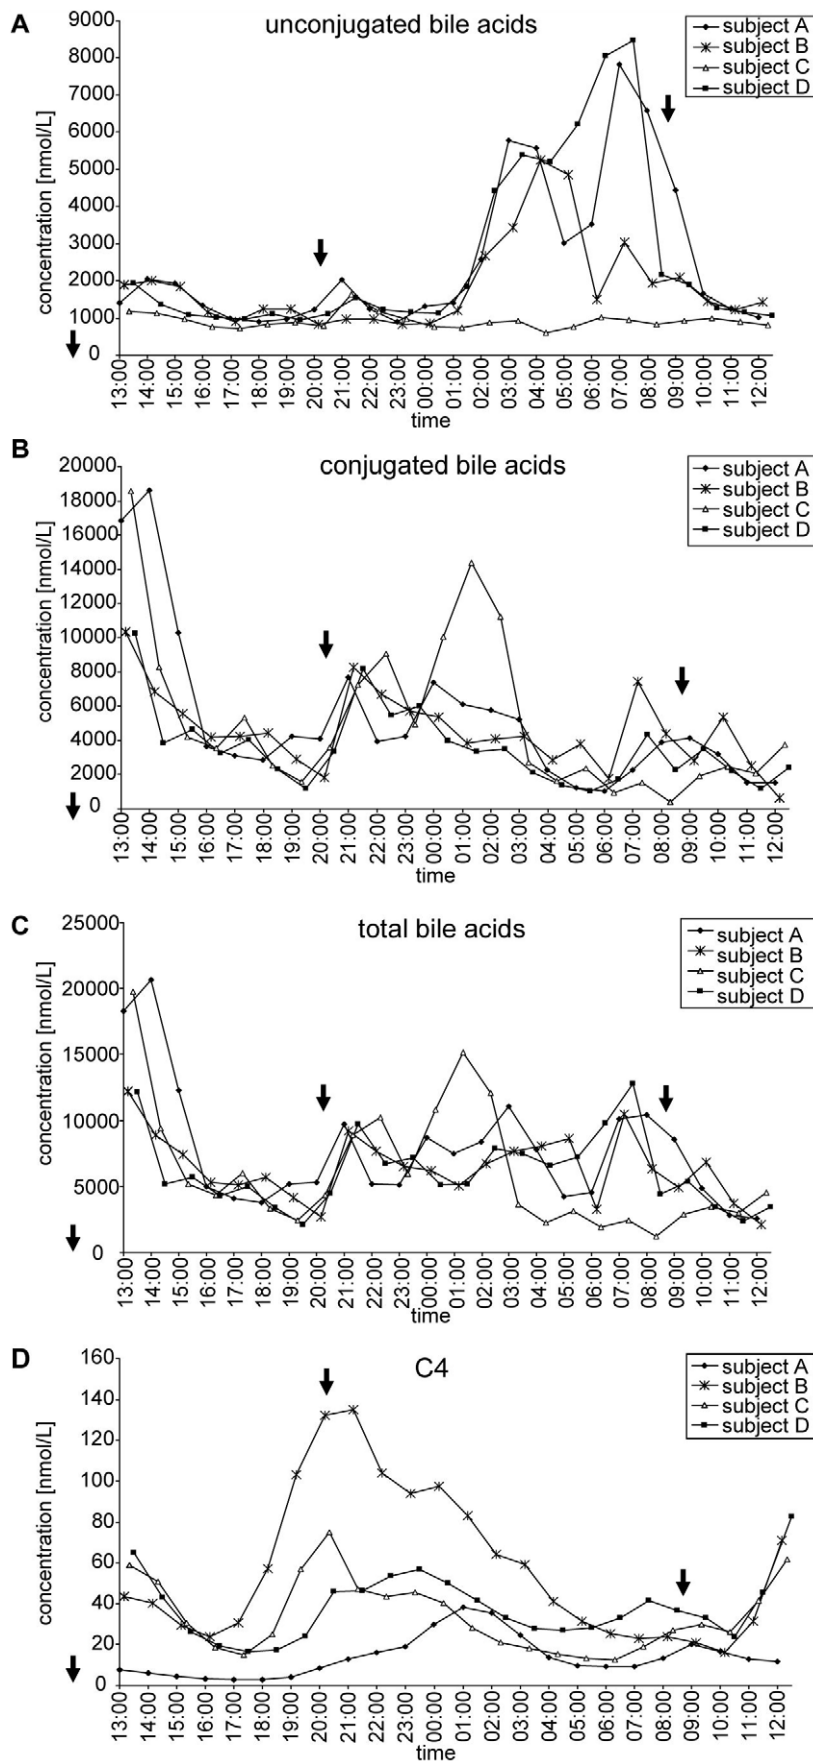 A
unconjugated bile acids
subject A
subject B
subject C
subject D
concentration [nmol/L]
9000
8000
7000
6000
5000
4000
3000
2000
1000
0
13:00 14:00 15:00 16:00 17:00 18:00 19:00 20:00 21:00 22:00 23:00 00:00 01:00 02:00 03:00 04:00 05:00 06:00 07:00 08:00 09:00 10:00 11:00 12:00
time
B
conjugated bile acids
subject A
subject B
subject C
subject D
concentration [nmol/L]
20000
18000
16000
14000
12000
10000
8000
6000
4000
2000
0
13:00 14:00 15:00 16:00 17:00 18:00 19:00 20:00 21:00 22:00 23:00 00:00 01:00 02:00 03:00 04:00 05:00 06:00 07:00 08:00 09:00 10:00 11:00 12:00
time
C
total bile acids
subject A
subject B
subject C
subject D
concentration [nmol/L]
25000
20000
15000
10000
5000
0
13:00 14:00 15:00 16:00 17:00 18:00 19:00 20:00 21:00 22:00 23:00 00:00 01:00 02:00 03:00 04:00 05:00 06:00 07:00 08:00 09:00 10:00 11:00 12:00
time
D
C4
subject A
subject B
subject C
subject D
concentration [nmol/L]
160
140
120
100
80
60
40
20
0
13:00 14:00 15:00 16:00 17:00 18:00 19:00 20:00 21:00 22:00 23:00 00:00 01:00 02:00 03:00 04:00 05:00 06:00 07:00 08:00 09:00 10:00 11:00 12:00
time